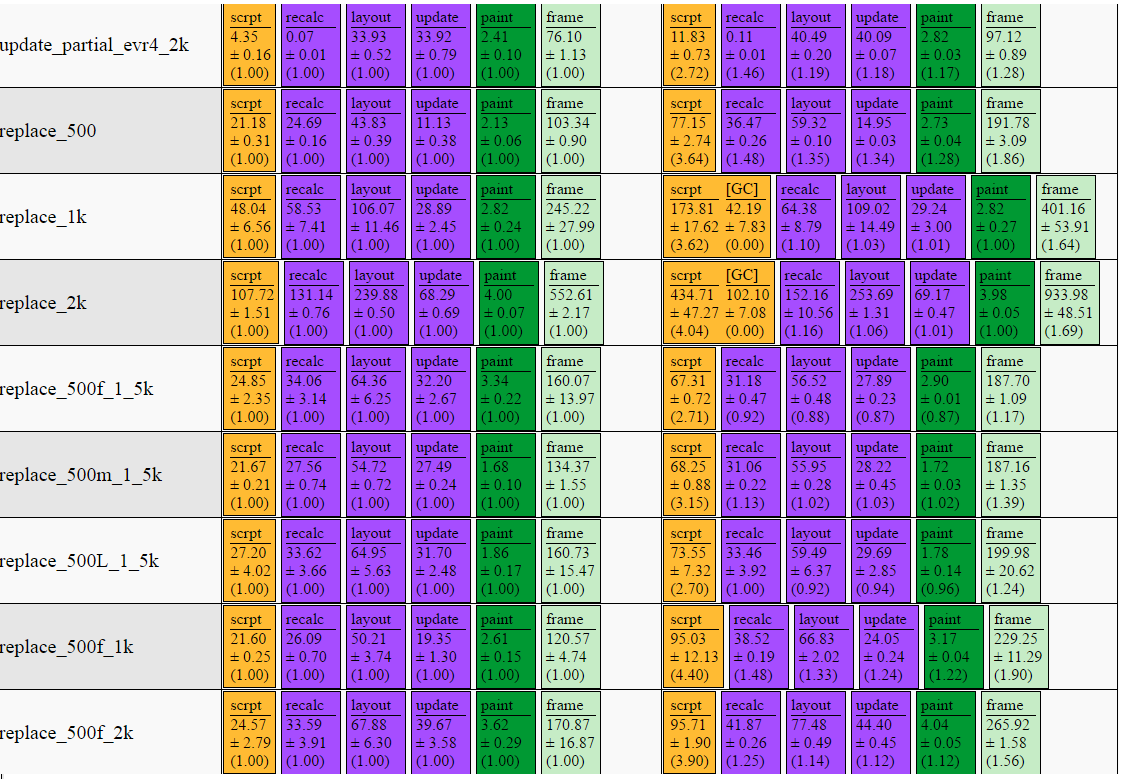 scrpt recalc layout update paint frame scrpt recalc layout update paint frame
4.35 0.07 33.93 33.92 2.41 76.10 11.83 0.11 40.49 40.09 2.82 97.12
update_partial_evr4_2k
± 0.16 ± 0.01 ± 0.52 ± 0.79 ± 0.10 ± 1.13 ± 0.73 ± 0.01 ± 0.20 ± 0.07 ± 0.03 ± 0.89
(1.00) (1.00) (1.00) (1.00) (1.00) (1.00) (2.72) (1.46) (1.19) (1.18) (1.17) (1.28)
scrpt recalc layout update paint frame scrpt recalc layout update paint frame
21.18 24.69 43.83 11.13 2.13 103.34 77.15 36.47 59.32 14.95 2.73 191.78
replace_500
± 0.31 ± 0.16 ± 0.39 ± 0.38 ± 0.06 ± 0.90 ± 2.74 ± 0.26 ± 0.10 ± 0.03 ± 0.04 ± 3.09
(1.00) (1.00) (1.00) (1.00) (1.00) (1.00) (3.64) (1.48) (1.35) (1.34) (1.28) (1.86)
scrpt recalc layout update paint frame scrpt [GC] recalc layout update paint frame
48.04 58.53 106.07 28.89 2.82 245.22 173.81 42.19 64.38 109.02 29.24 2.82 401.16
replace_1k
± 6.56 ± 7.41 ± 11.46 ± 2.45 ± 0.24 ± 27.99 ± 17.62 ± 7.83 ± 8.79 ± 14.49 ± 3.00 ± 0.27 ± 53.91
(1.00) (1.00) (1.00) (1.00) (1.00) (1.00) (3.62) (0.00) (1.10) (1.03) (1.01) (1.00) (1.64)
scrpt recalc layout update paint frame scrpt [GC] recalc layout update paint frame
107.72 131.14 239.88 68.29 4.00 552.61 434.71 102.10 152.16 253.69 69.17 3.98 933.98
replace_2k
± 1.51 ± 0.76 ± 0.50 ± 0.69 ± 0.07 ± 2.17 ± 47.27 ± 7.08 ± 10.56 ± 1.31 ± 0.47 ± 0.05 ± 48.51
(1.00) (1.00) (1.00) (1.00) (1.00) (1.00) (4.04) (0.00) (1.16) (1.06) (1.01) (1.00) (1.69)
scrpt recalc layout update paint frame scrpt recalc layout update paint frame
24.85 34.06 64.36 32.20 3.34 160.07 67.31 31.18 56.52 27.89 2.90 187.70
replace_500f_1_5k
± 2.35 ± 3.14 ± 6.25 ± 2.67 ± 0.22 ± 13.97 ± 0.72 ± 0.47 ± 0.48 ± 0.23 ± 0.01 ± 1.09
(1.00) (1.00) (1.00) (1.00) (1.00) (1.00) (2.71) (0.92) (0.88) (0.87) (0.87) (1.17)
scrpt recalc layout update paint frame scrpt recalc layout update paint frame
21.67 27.56 54.72 27.49 1.68 134.37 68.25 31.06 55.95 28.22 1.72 187.16
replace_500m_1_5k
± 0.21 ± 0.74 ± 0.72 ± 0.24 ± 0.10 ± 1.55 ± 0.88 ± 0.22 ± 0.28 ± 0.45 ± 0.03 ± 1.35
(1.00) (1.00) (1.00) (1.00) (1.00) (1.00) (3.15) (1.13) (1.02) (1.03) (1.02) (1.39)
scrpt recalc layout update paint frame scrpt recalc layout update paint frame
27.20 33.62 64.95 31.70 1.86 160.73 73.55 33.46 59.49 29.69 1.78 199.98
replace_500L_1_5k
± 4.02 ± 3.66 ± 5.63 ± 2.48 ± 0.17 ± 15.47 ± 7.32 ± 3.92 ± 6.37 ± 2.85 ± 0.14 ± 20.62
(1.00) (1.00) (1.00) (1.00) (1.00) (1.00) (2.70) (1.00) (0.92) (0.94) (0.96) (1.24)
scrpt recalc layout update paint frame scrpt recalc layout update paint frame
21.60 26.09 50.21 19.35 2.61 120.57 95.03 38.52 66.83 24.05 3.17 229.25
replace_500f_1k
± 0.25 ± 0.70 ± 3.74 ± 1.30 ± 0.15 ± 4.74 ± 12.13 ± 0.19 ± 2.02 ± 0.24 ± 0.04 ± 11.29
(1.00) (1.00) (1.00) (1.00) (1.00) (1.00) (4.40) (1.48) (1.33) (1.24) (1.22) (1.90)
scrpt recalc layout update paint frame scrpt recalc layout update paint frame
24.57 33.59 67.88 39.67 3.62 170.87 95.71 41.87 77.48 44.40 4.04 265.92
replace_500f_2k
± 2.79 ± 3.91 ± 6.30 ± 3.58 ± 0.29 ± 16.87 ± 1.90 ± 0.26 ± 0.49 ± 0.45 ± 0.05 ± 1.58
(1.00) (1.00) (1.00) (1.00) (1.00) (1.00) (3.90) (1.25) (1.14) (1.12) (1.12) (1.56)